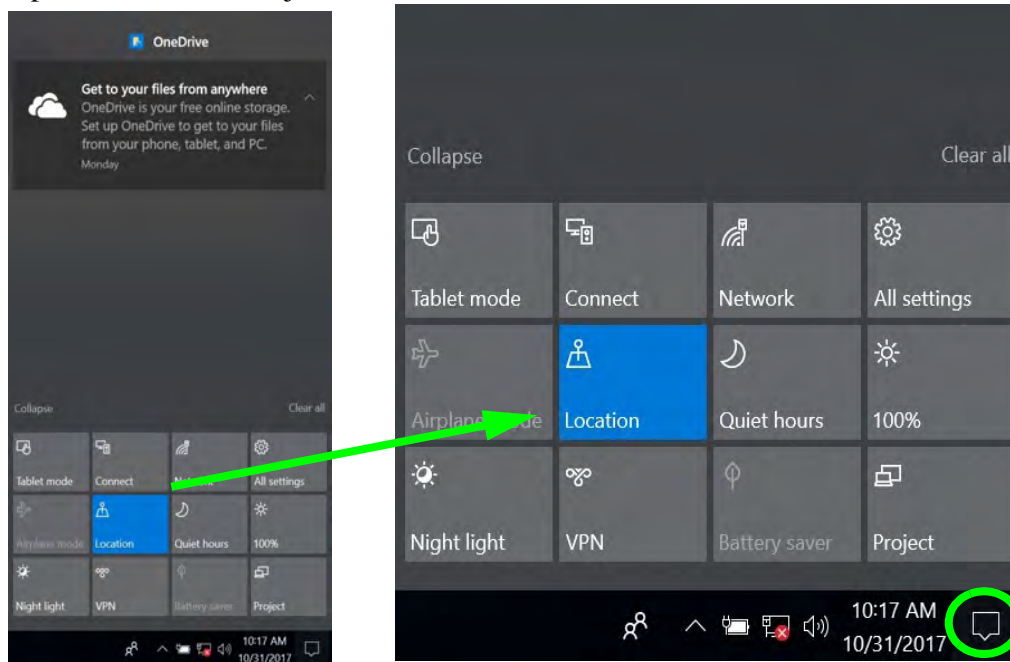 OneDrive
Get to your files from anywhere
OneDrive is your free online storage.
Set up OneDrive to get to your files
from your phone, tablet, and PC.
Monday
Collapse Clear all
Tablet mode Connect All settings
Airplane mode Location Quiet hours 100%
Night light VPN Battery saver Project
10:17 AM
10/31/2017
Collapse Clear all
Tablet mode Connect Network All settings
Airplane mode Location Quiet hours 100%
Night light VPN Battery saver Project
10:17 AM
10/31/2017